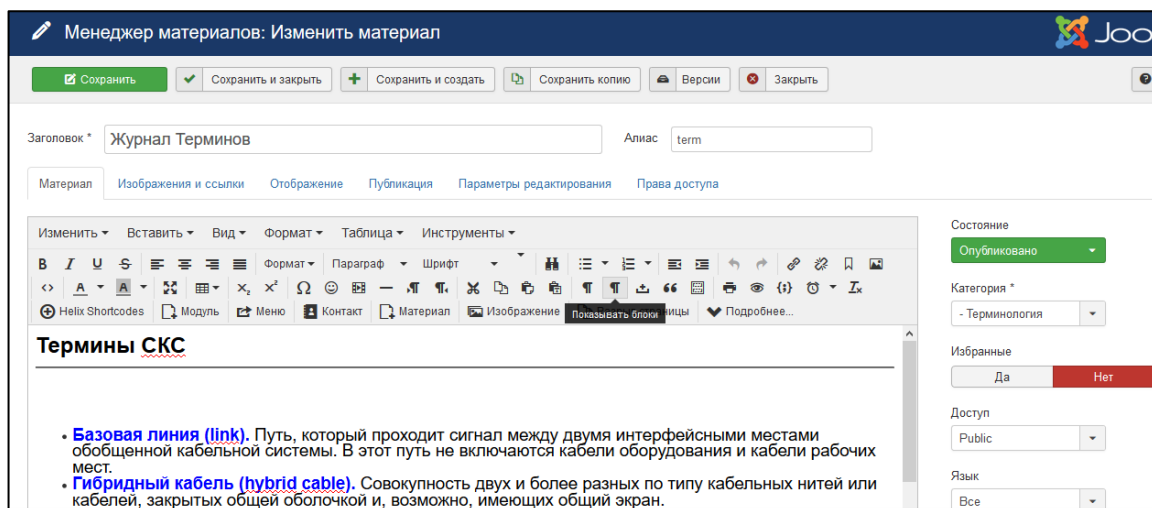 Менеджер материалов: Изменить материал
Joo
Сохранить Сохранить и закрыть Сохранить и создать Сохранить копию Версии Закрыть
Заголовок * Журнал Терминов Алиас term
Материал Изображения и ссылки Отображение Публикация Параметры редактирования Права доступа
Изменить Вставить Вид Формат Таблица Инструменты
B I U S Формат Параграф Шрифт
A A x₂ x² Ω
Helix Shortcodes Модуль Меню Контакт Материал Изображение Подробнее...
Показывать блоки
Термины СКС
• Базовая линия (link). Путь, который проходит сигнал между двумя интерфейсными местами
обобщенной кабельной системы. В этот путь не включаются кабели оборудования и кабели рабочих
мест.
• Гибридный кабель (hybrid cable). Совокупность двух и более разных по типу кабельных нитей или
кабелей, закрытых общей оболочкой и, возможно, имеющих общий экран.
Состояние
Опубликовано
Категория *
- Терминология
Избранные
Да Нет
Доступ
Public
Язык
Все